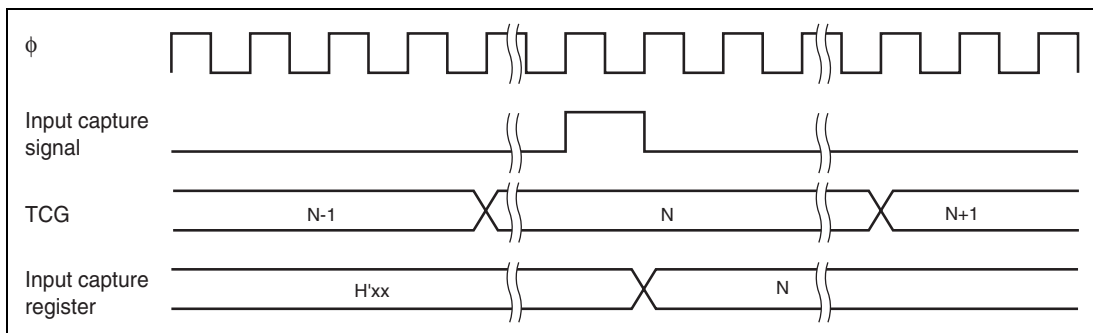 φ
Input capture
signal
TCG
N-1
N
N+1
Input capture
register
H'xx
N